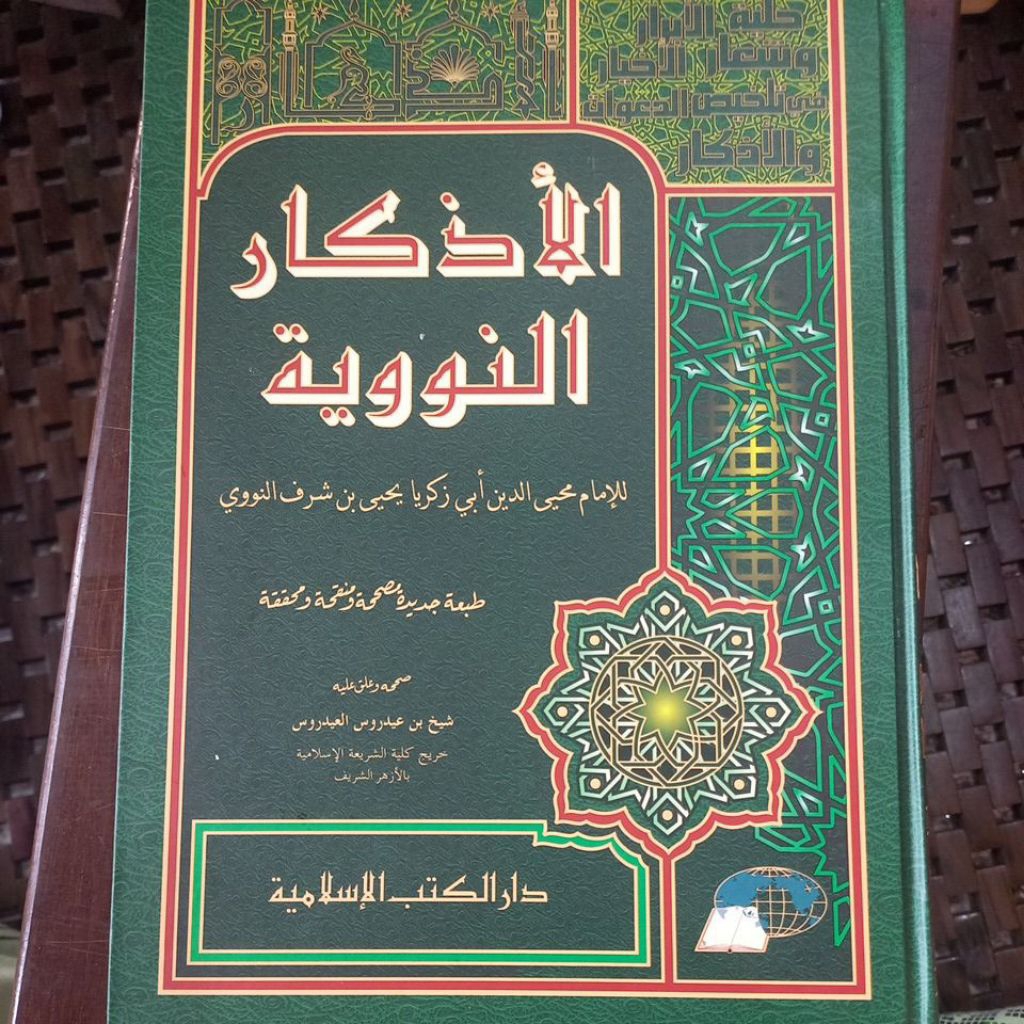 الأذكار
حلية الأبرار
وشعار الأخيار
في تلخيص الدعوات
والأذكار
الأذكار
النووية
للإمام محيى الدين أبي زكريا يحيى بن شرف النووي
طبعة جديدة مصححة ومنقحة ومحققة
صححه وعلق عليه
شيخ بن عيدروس العيدروس
خريج كلية الشريعة الإسلامية
بالأزهر الشريف
دار الكتب الإسلامية